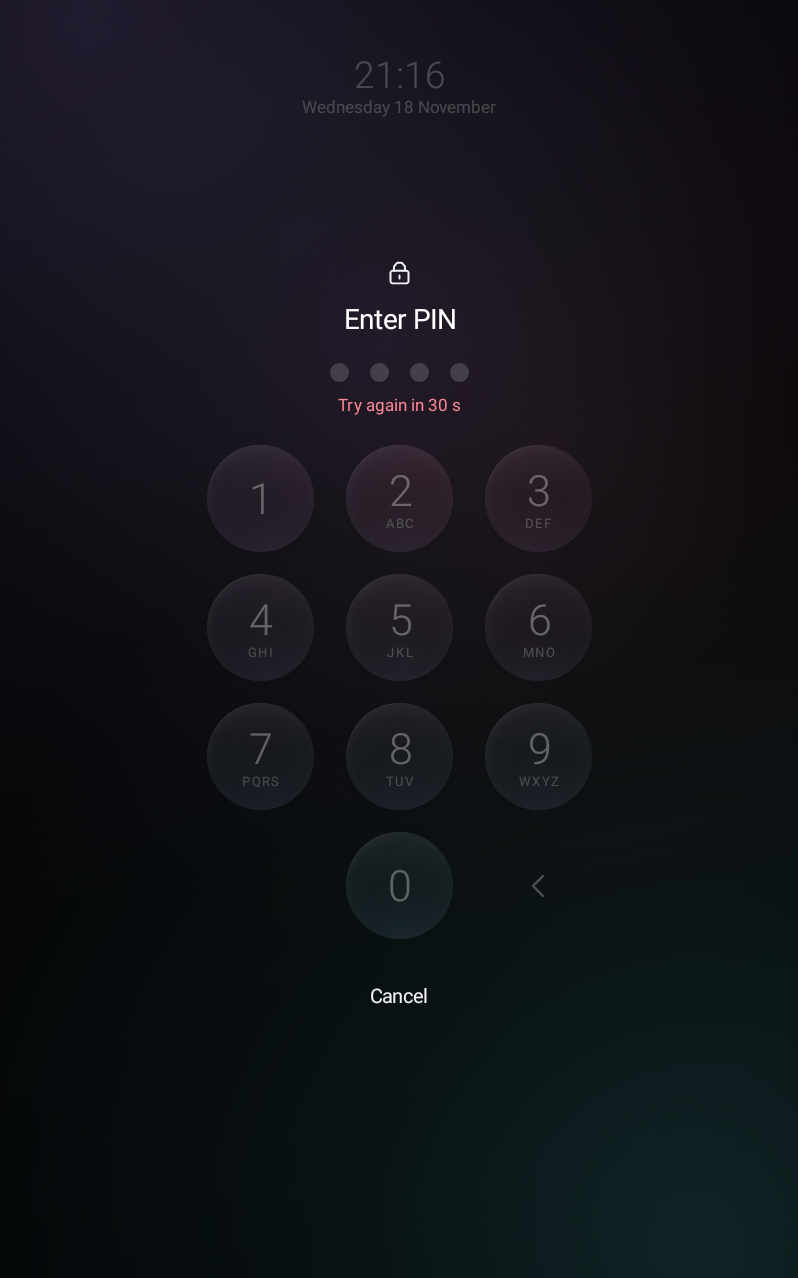 21:16
Wednesday 18 November
Enter PIN
Try again in 30 s
1
2
ABC
3
DEF
4
GHI
5
JKL
6
MNO
7
PQRS
8
TUV
9
WXYZ
0
Cancel